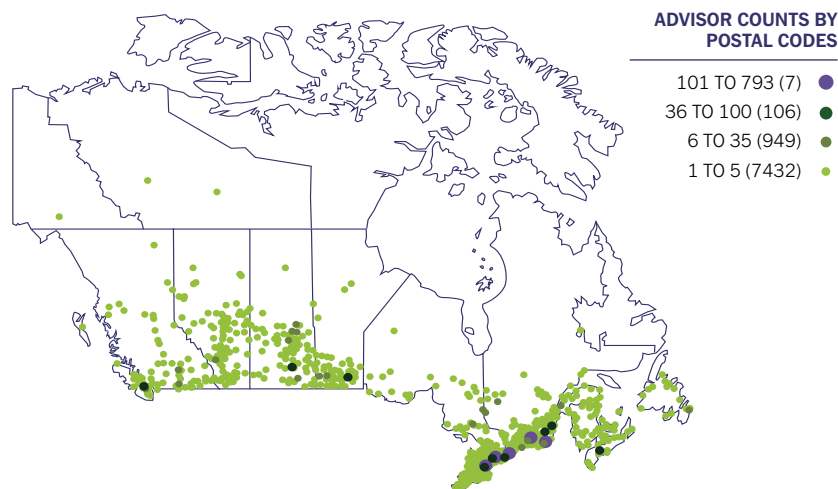 ADVISOR COUNTS BY
POSTAL CODES
101 TO 793 (7)
36 TO 100 (106)
6 TO 35 (949)
1 TO 5 (7432)